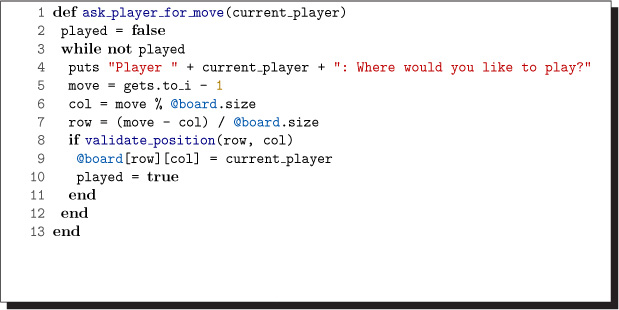 1 def ask_player_for_move(current_player)
2 played = false
3 while not played
4 puts "Player " + current_player + ": Where would you like to play?"
5 move = gets.to_i - 1
6 col = move % @board.size
7 row = (move - col) / @board.size
8 if validate_position(row, col)
9 @board[row][col] = current_player
10 played = true
11 end
12 end
13 end